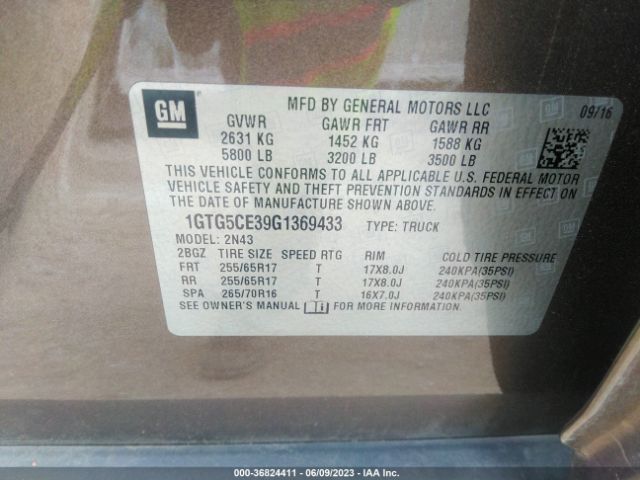 GM
MFD BY GENERAL MOTORS LLC 09/16
GVWR GAWR FRT GAWR RR
2631 KG 1452 KG 1588 KG
5800 LB 3200 LB 3500 LB
THIS VEHICLE CONFORMS TO ALL APPLICABLE U.S. FEDERAL MOTOR
VEHICLE SAFETY AND THEFT PREVENTION STANDARDS IN EFFECT ON
THE DATE OF MANUFACTURE SHOWN ABOVE.
1GTG5CE39G1369433 TYPE: TRUCK
MODEL: 2N43
2BGZ TIRE SIZE SPEED RTG RIM COLD TIRE PRESSURE
FRT 255/65R17 T 17X8.0J 240KPA(35PSI)
RR 255/65R17 T 17X8.0J 240KPA(35PSI)
SPA 265/70R16 T 16X7.0J 240KPA(35PSI)
SEE OWNER'S MANUAL FOR MORE INFORMATION.
000-36824411 - 06/09/2023 - IAA Inc.